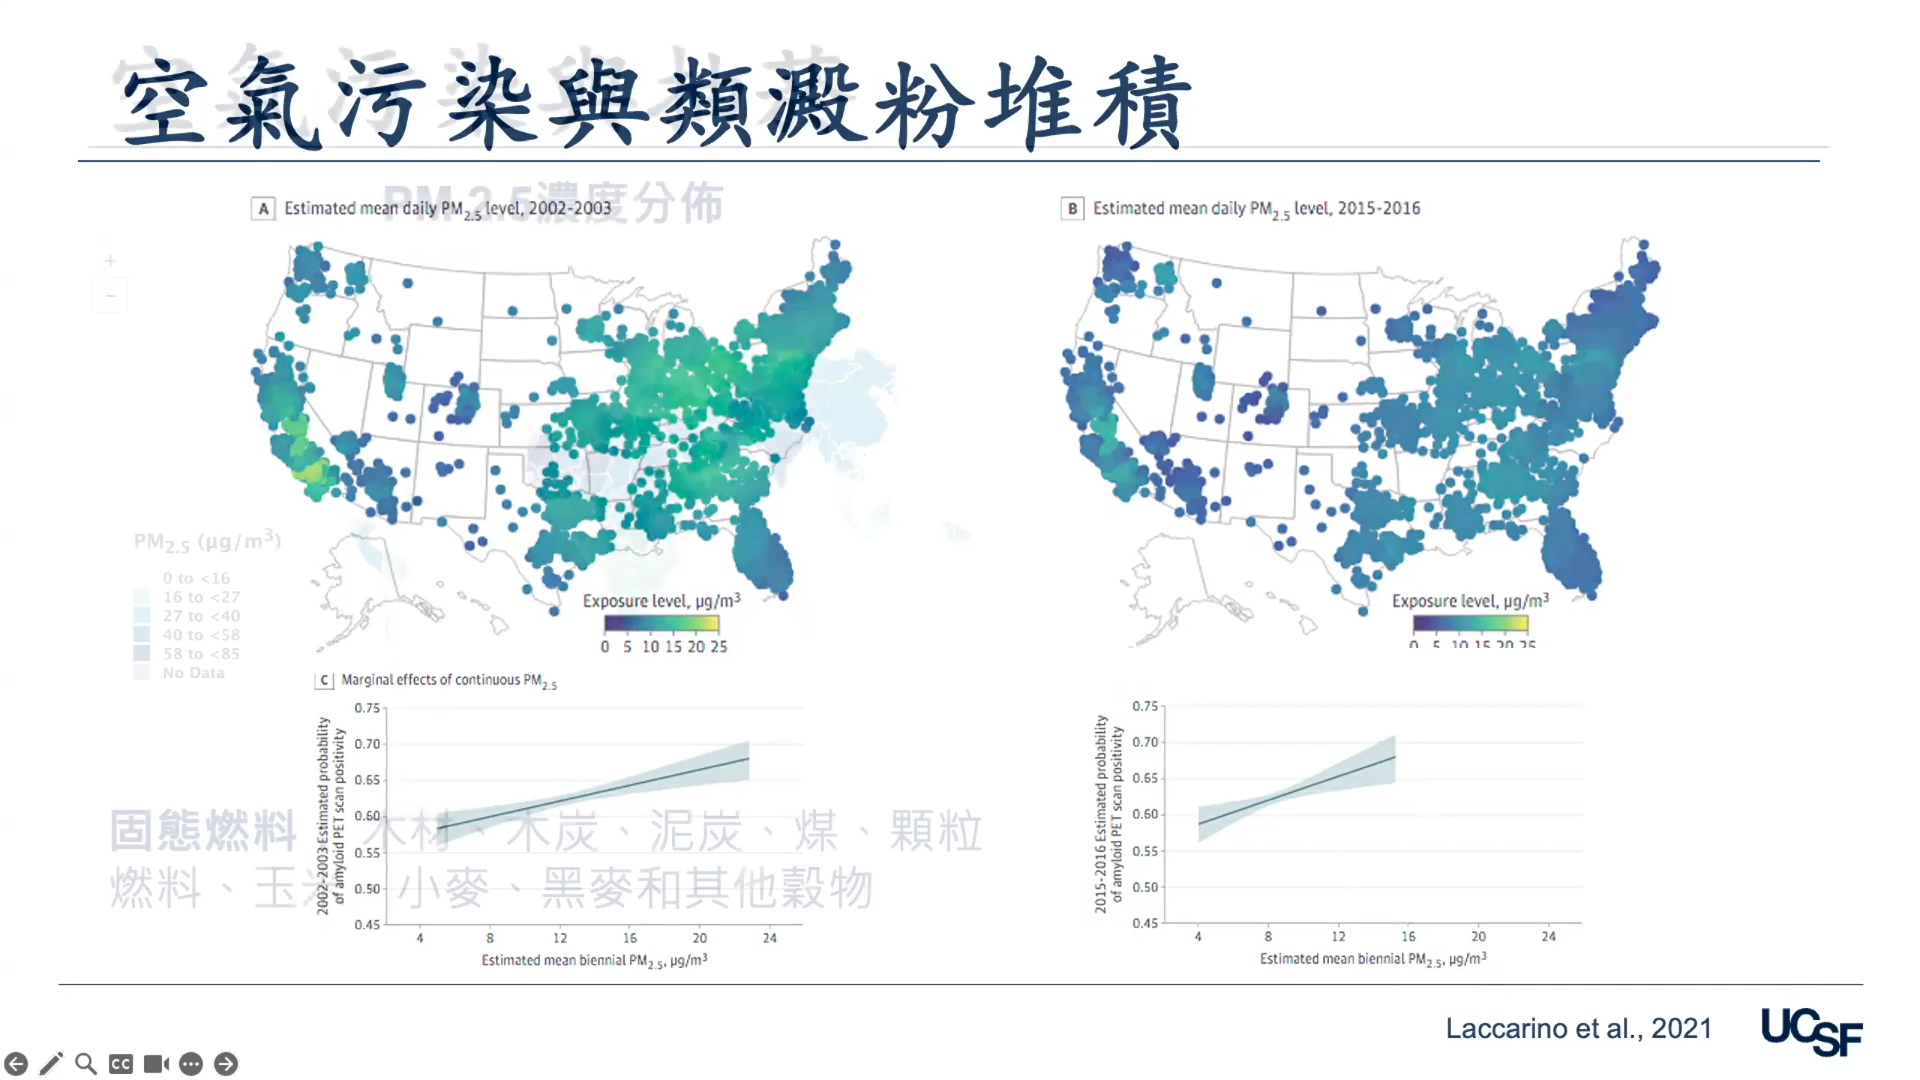 空氣污染與類澱粉堆積
PM 2.5濃度分佈
A Estimated mean daily PM2.5 level, 2002-2003
B Estimated mean daily PM2.5 level, 2015-2016
+
−
PM2.5 (µg/m3)
0 to <16
16 to <27
27 to <40
40 to <58
58 to <85
No Data
Exposure level, µg/m3
0 5 10 15 20 25
Exposure level, µg/m3
0 5 10 15 20 25
C Marginal effects of continuous PM2.5
2002-2003 Estimated probability
of amyloid PET scan positivity
0.75
0.70
0.65
0.60
0.55
0.50
0.45
4 8 12 16 20 24
Estimated mean biennial PM2.5, µg/m3
2015-2016 Estimated probability
of amyloid PET scan positivity
0.75
0.70
0.65
0.60
0.55
0.50
0.45
4 8 12 16 20 24
Estimated mean biennial PM2.5, µg/m3
固態燃料 木材、木炭、泥炭、煤、顆粒
燃料、玉米、小麥、黑麥和其他穀物
Laccarino et al., 2021
UCSF
CC